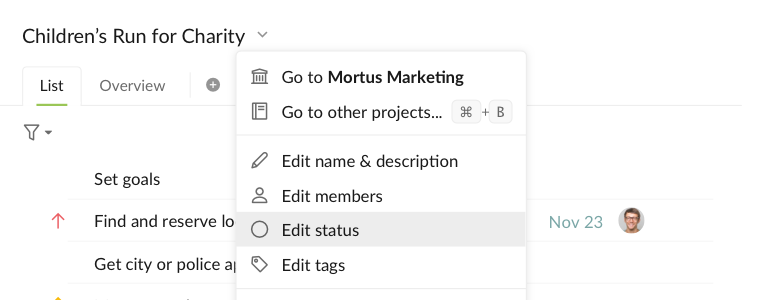 Children's Run for Charity
Go to Mortus Marketing
List
Overview
Go to other projects... ⌘ + B
Edit name & description
Set goals
Edit members
Find and reserve lo
Edit status
Nov 23
Get city or police
Edit tags